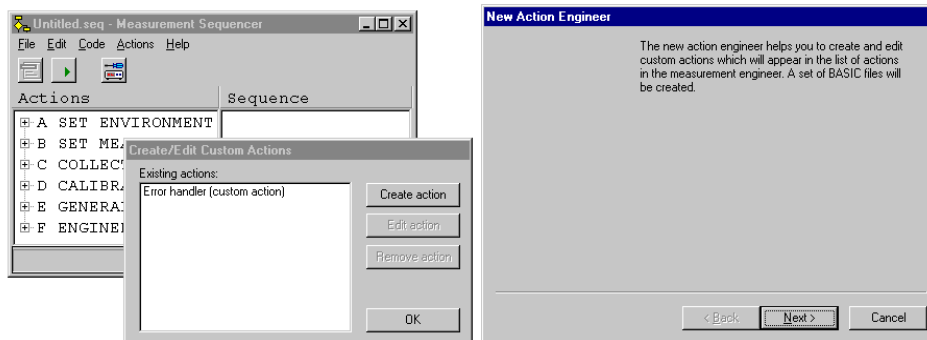 Untitled.seq - Measurement Sequencer
File Edit Code Actions Help
Actions Sequence
A SET ENVIRONMENT
B SET MEA
C COLLECT
D CALIBRA
E GENERAL
F ENGINE
Create/Edit Custom Actions
Existing actions:
Error handler (custom action)
Create action
Edit action
Remove action
OK
New Action Engineer
The new action engineer helps you to create and edit
custom actions which will appear in the list of actions
in the measurement engineer. A set of BASIC files will
be created.
< Back Next > Cancel